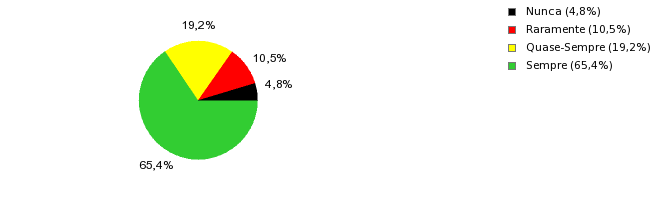 19,2%
10,5%
4,8%
65,4%
Nunca (4,8%)
Raramente (10,5%)
Quase-Sempre (19,2%)
Sempre (65,4%)